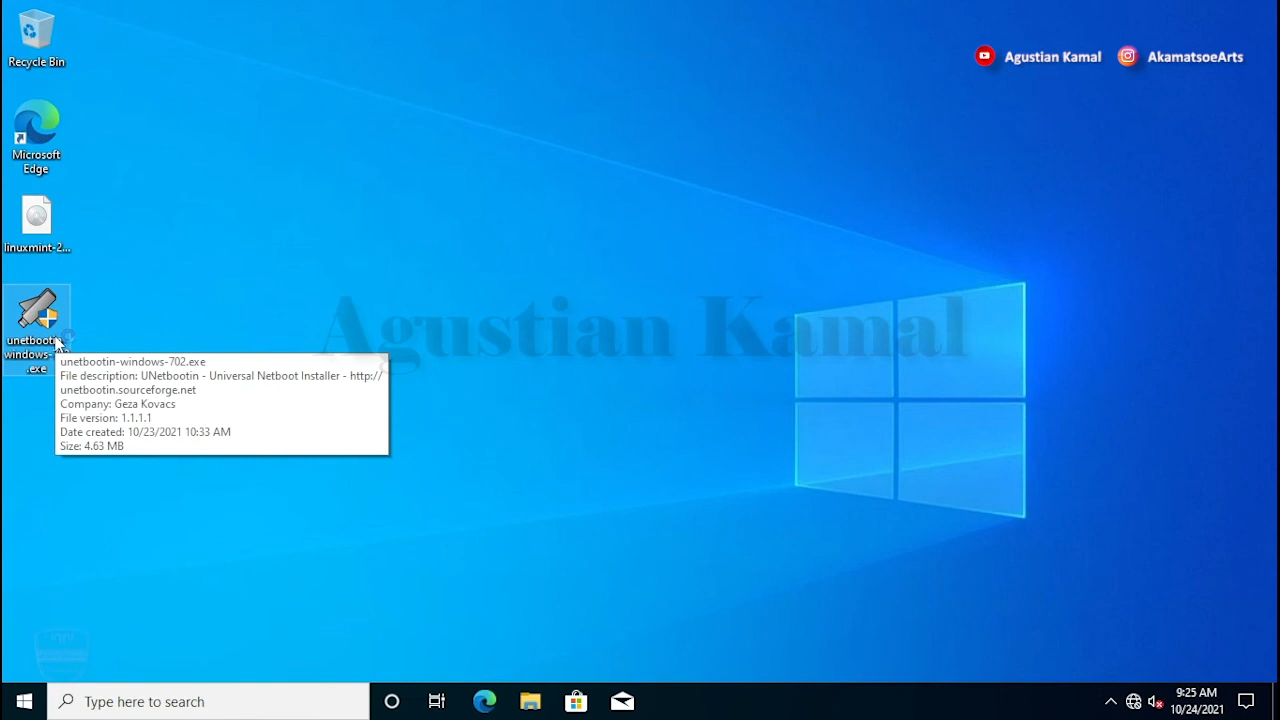 Recycle Bin
Agustian Kamal
AkamatsoeArts
Microsoft
Edge
linuxmint-2...
Agustian Kamal
windows-
.exe
unetbootin-windows-702.exe
File description: UNetbootin - Universal Netboot Installer - http://
unetbootin.sourceforge.net
Company: Geza Kovacs
File version: 1.1.1.1
Date created: 10/23/2021 10:33 AM
Size: 4.63 MB
Type here to search
9:25 AM
10/24/2021